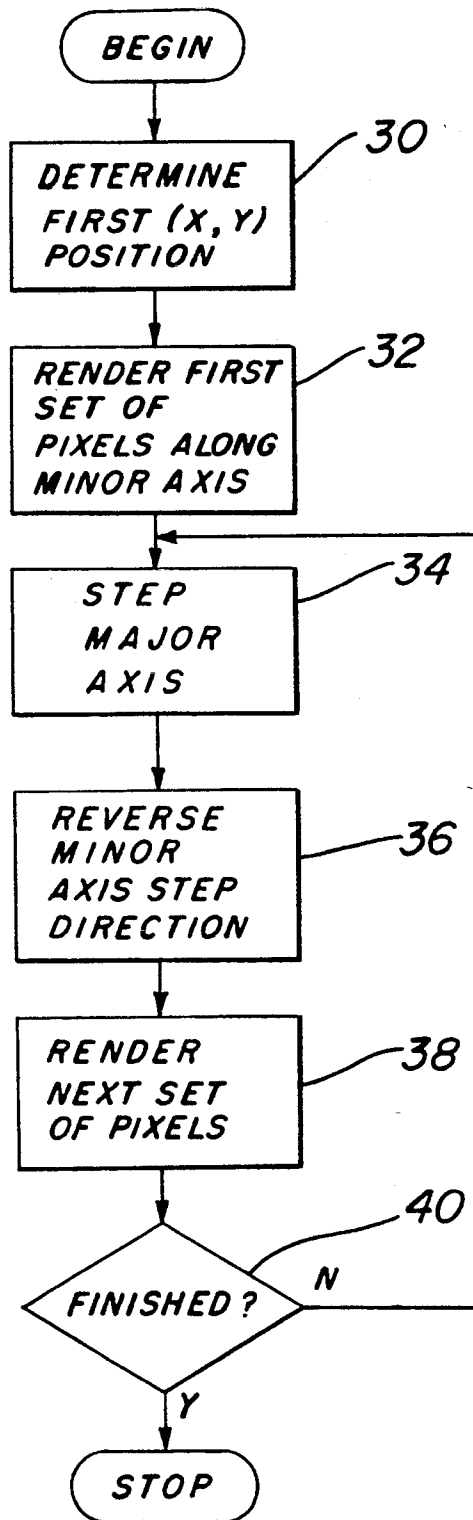 BEGIN
30
DETERMINE
FIRST (X, Y)
POSITION
32
RENDER FIRST
SET OF
PIXELS ALONG
MINOR AXIS
34
STEP
MAJOR
AXIS
36
REVERSE
MINOR
AXIS STEP
DIRECTION
38
RENDER
NEXT SET
OF PIXELS
40
FINISHED ?
N
Y
STOP